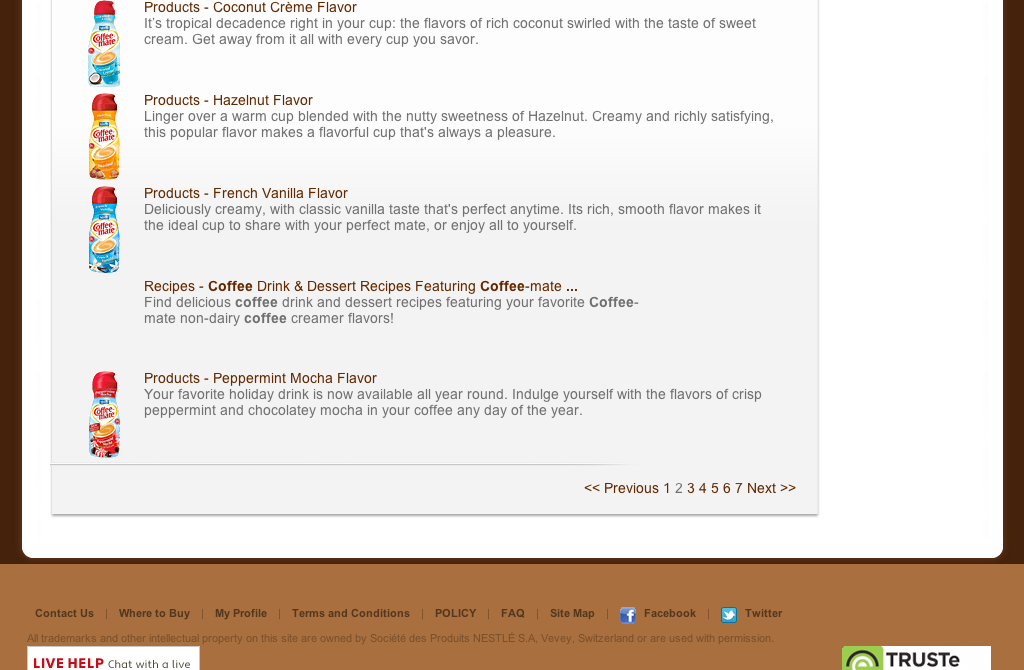 Products - Coconut Crème Flavor
It's tropical decadence right in your cup: the flavors of rich coconut swirled with the taste of sweet
cream. Get away from it all with every cup you savor.
Coffee-mate
Products - Hazelnut Flavor
Linger over a warm cup blended with the nutty sweetness of Hazelnut. Creamy and richly satisfying,
this popular flavor makes a flavorful cup that's always a pleasure.
Coffee-mate
Products - French Vanilla Flavor
Deliciously creamy, with classic vanilla taste that's perfect anytime. Its rich, smooth flavor makes it
the ideal cup to share with your perfect mate, or enjoy all to yourself.
Coffee-mate
Recipes - Coffee Drink & Dessert Recipes Featuring Coffee-mate ...
Find delicious coffee drink and dessert recipes featuring your favorite Coffee-
mate non-dairy coffee creamer flavors!
Products - Peppermint Mocha Flavor
Your favorite holiday drink is now available all year round. Indulge yourself with the flavors of crisp
peppermint and chocolatey mocha in your coffee any day of the year.
Coffee-mate
<< Previous 1 2 3 4 5 6 7 Next >>
Contact Us | Where to Buy | My Profile | Terms and Conditions | POLICY | FAQ | Site Map | Facebook | Twitter
All trademarks and other intellectual property on this site are owned by Société des Produits NESTLÉ S.A, Vevey, Switzerland or are used with permission.
LIVE HELP Chat with a live
TRUSTe